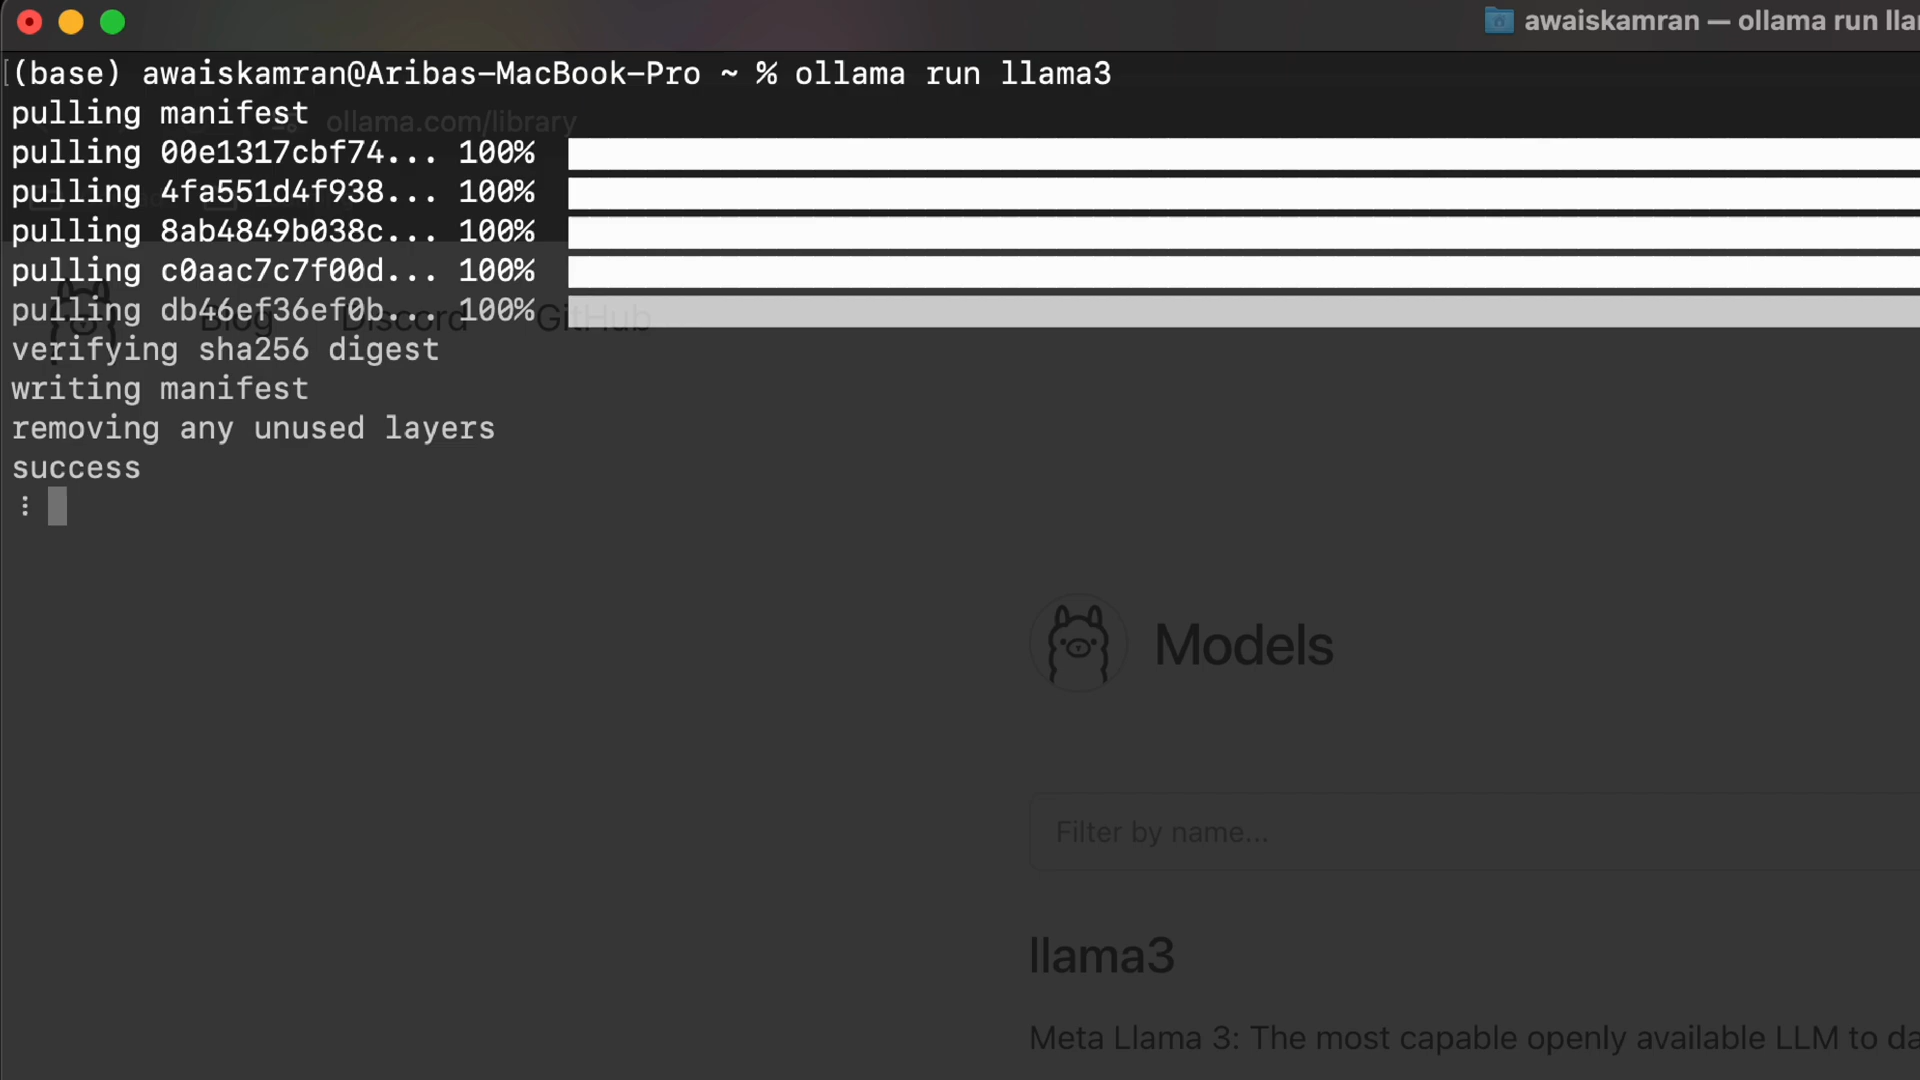 awaiskamran — ollama run lla
(base) awaiskamran@Aribas-MacBook-Pro ~ % ollama run llama3
pulling manifest
ollama.com/library
pulling 00e1317cbf74... 100%
pulling 4fa551d4f938... 100%
pulling 8ab4849b038c... 100%
pulling c0aac7c7f00d... 100%
pulling db46ef36ef0b... 100%
Blog Discord GitHub
verifying sha256 digest
writing manifest
removing any unused layers
success
Models
Filter by name...
llama3
Meta Llama 3: The most capable openly available LLM to da